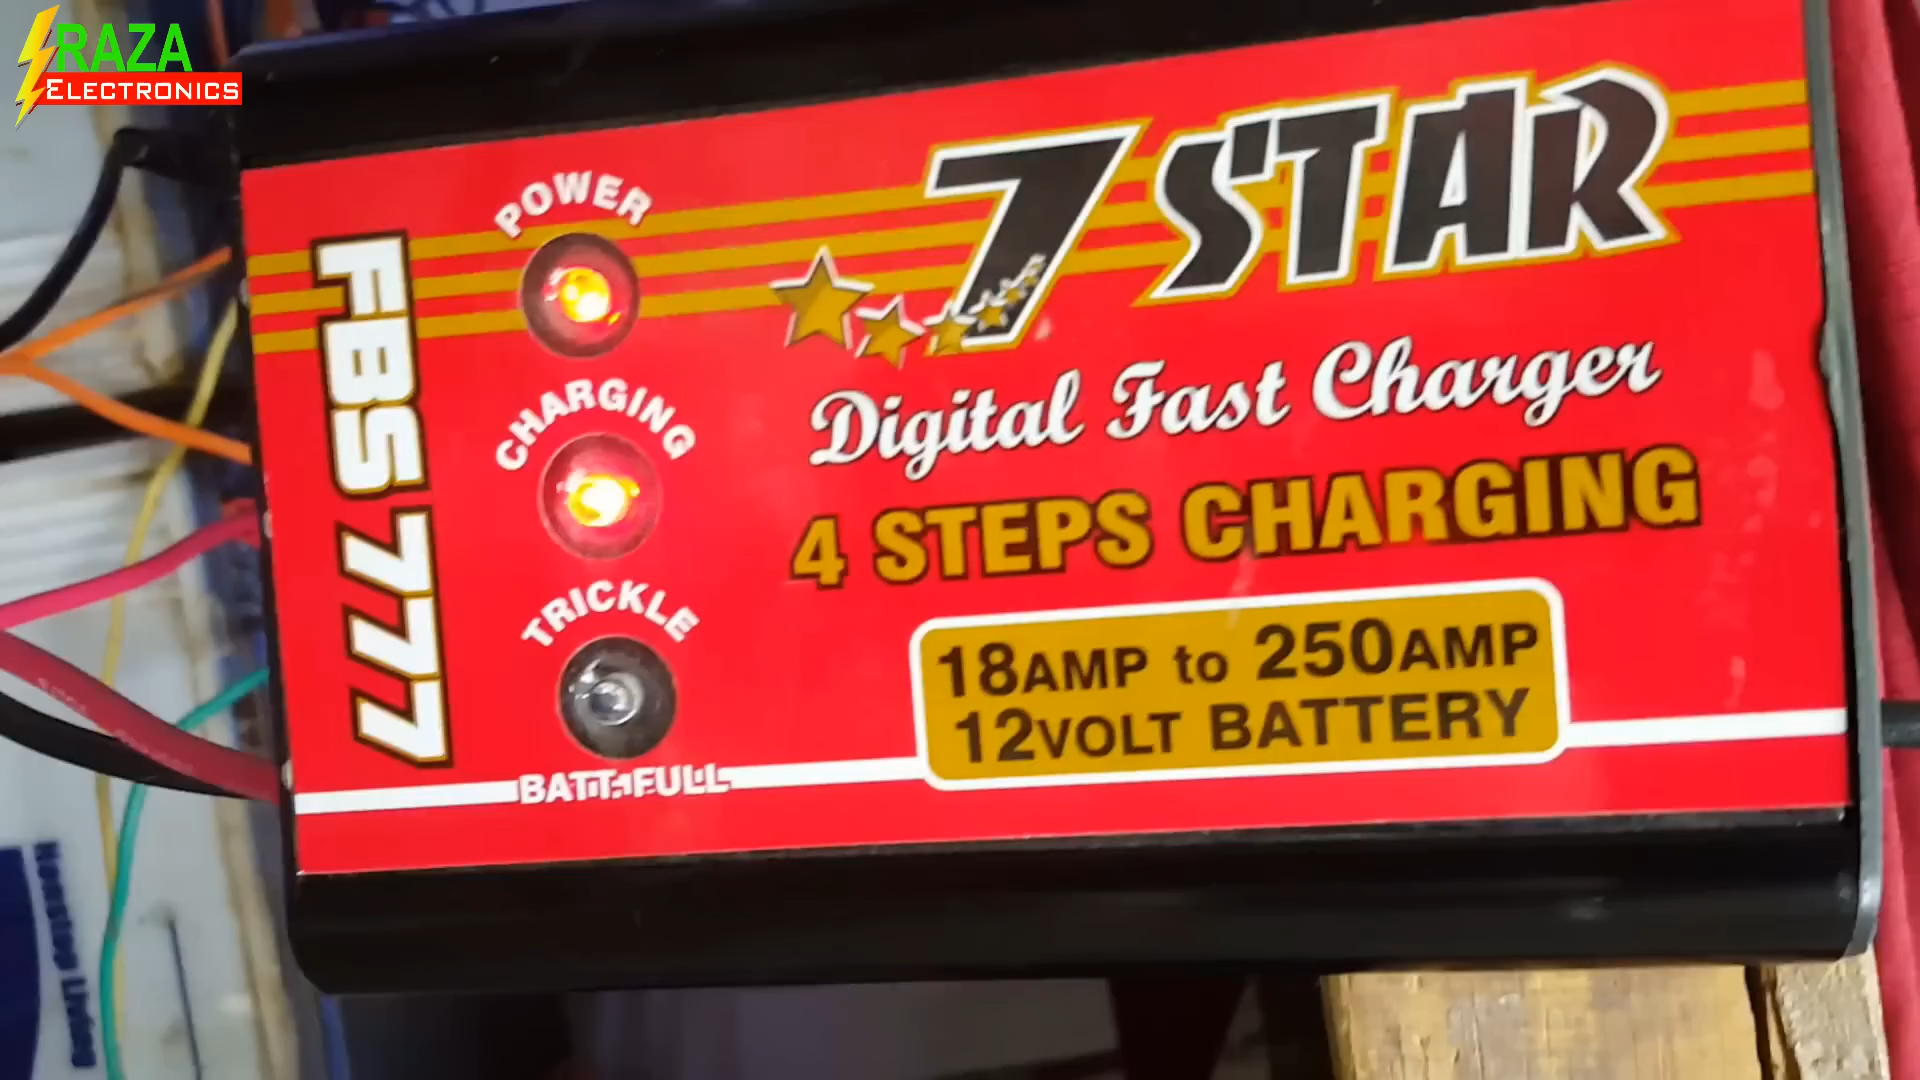 RAZA
ELECTRONICS
7 STAR
Digital Fast Charger
4 STEPS CHARGING
18AMP to 250AMP
12VOLT BATTERY
FBS 777
POWER
CHARGING
TRICKLE
BATT. FULL